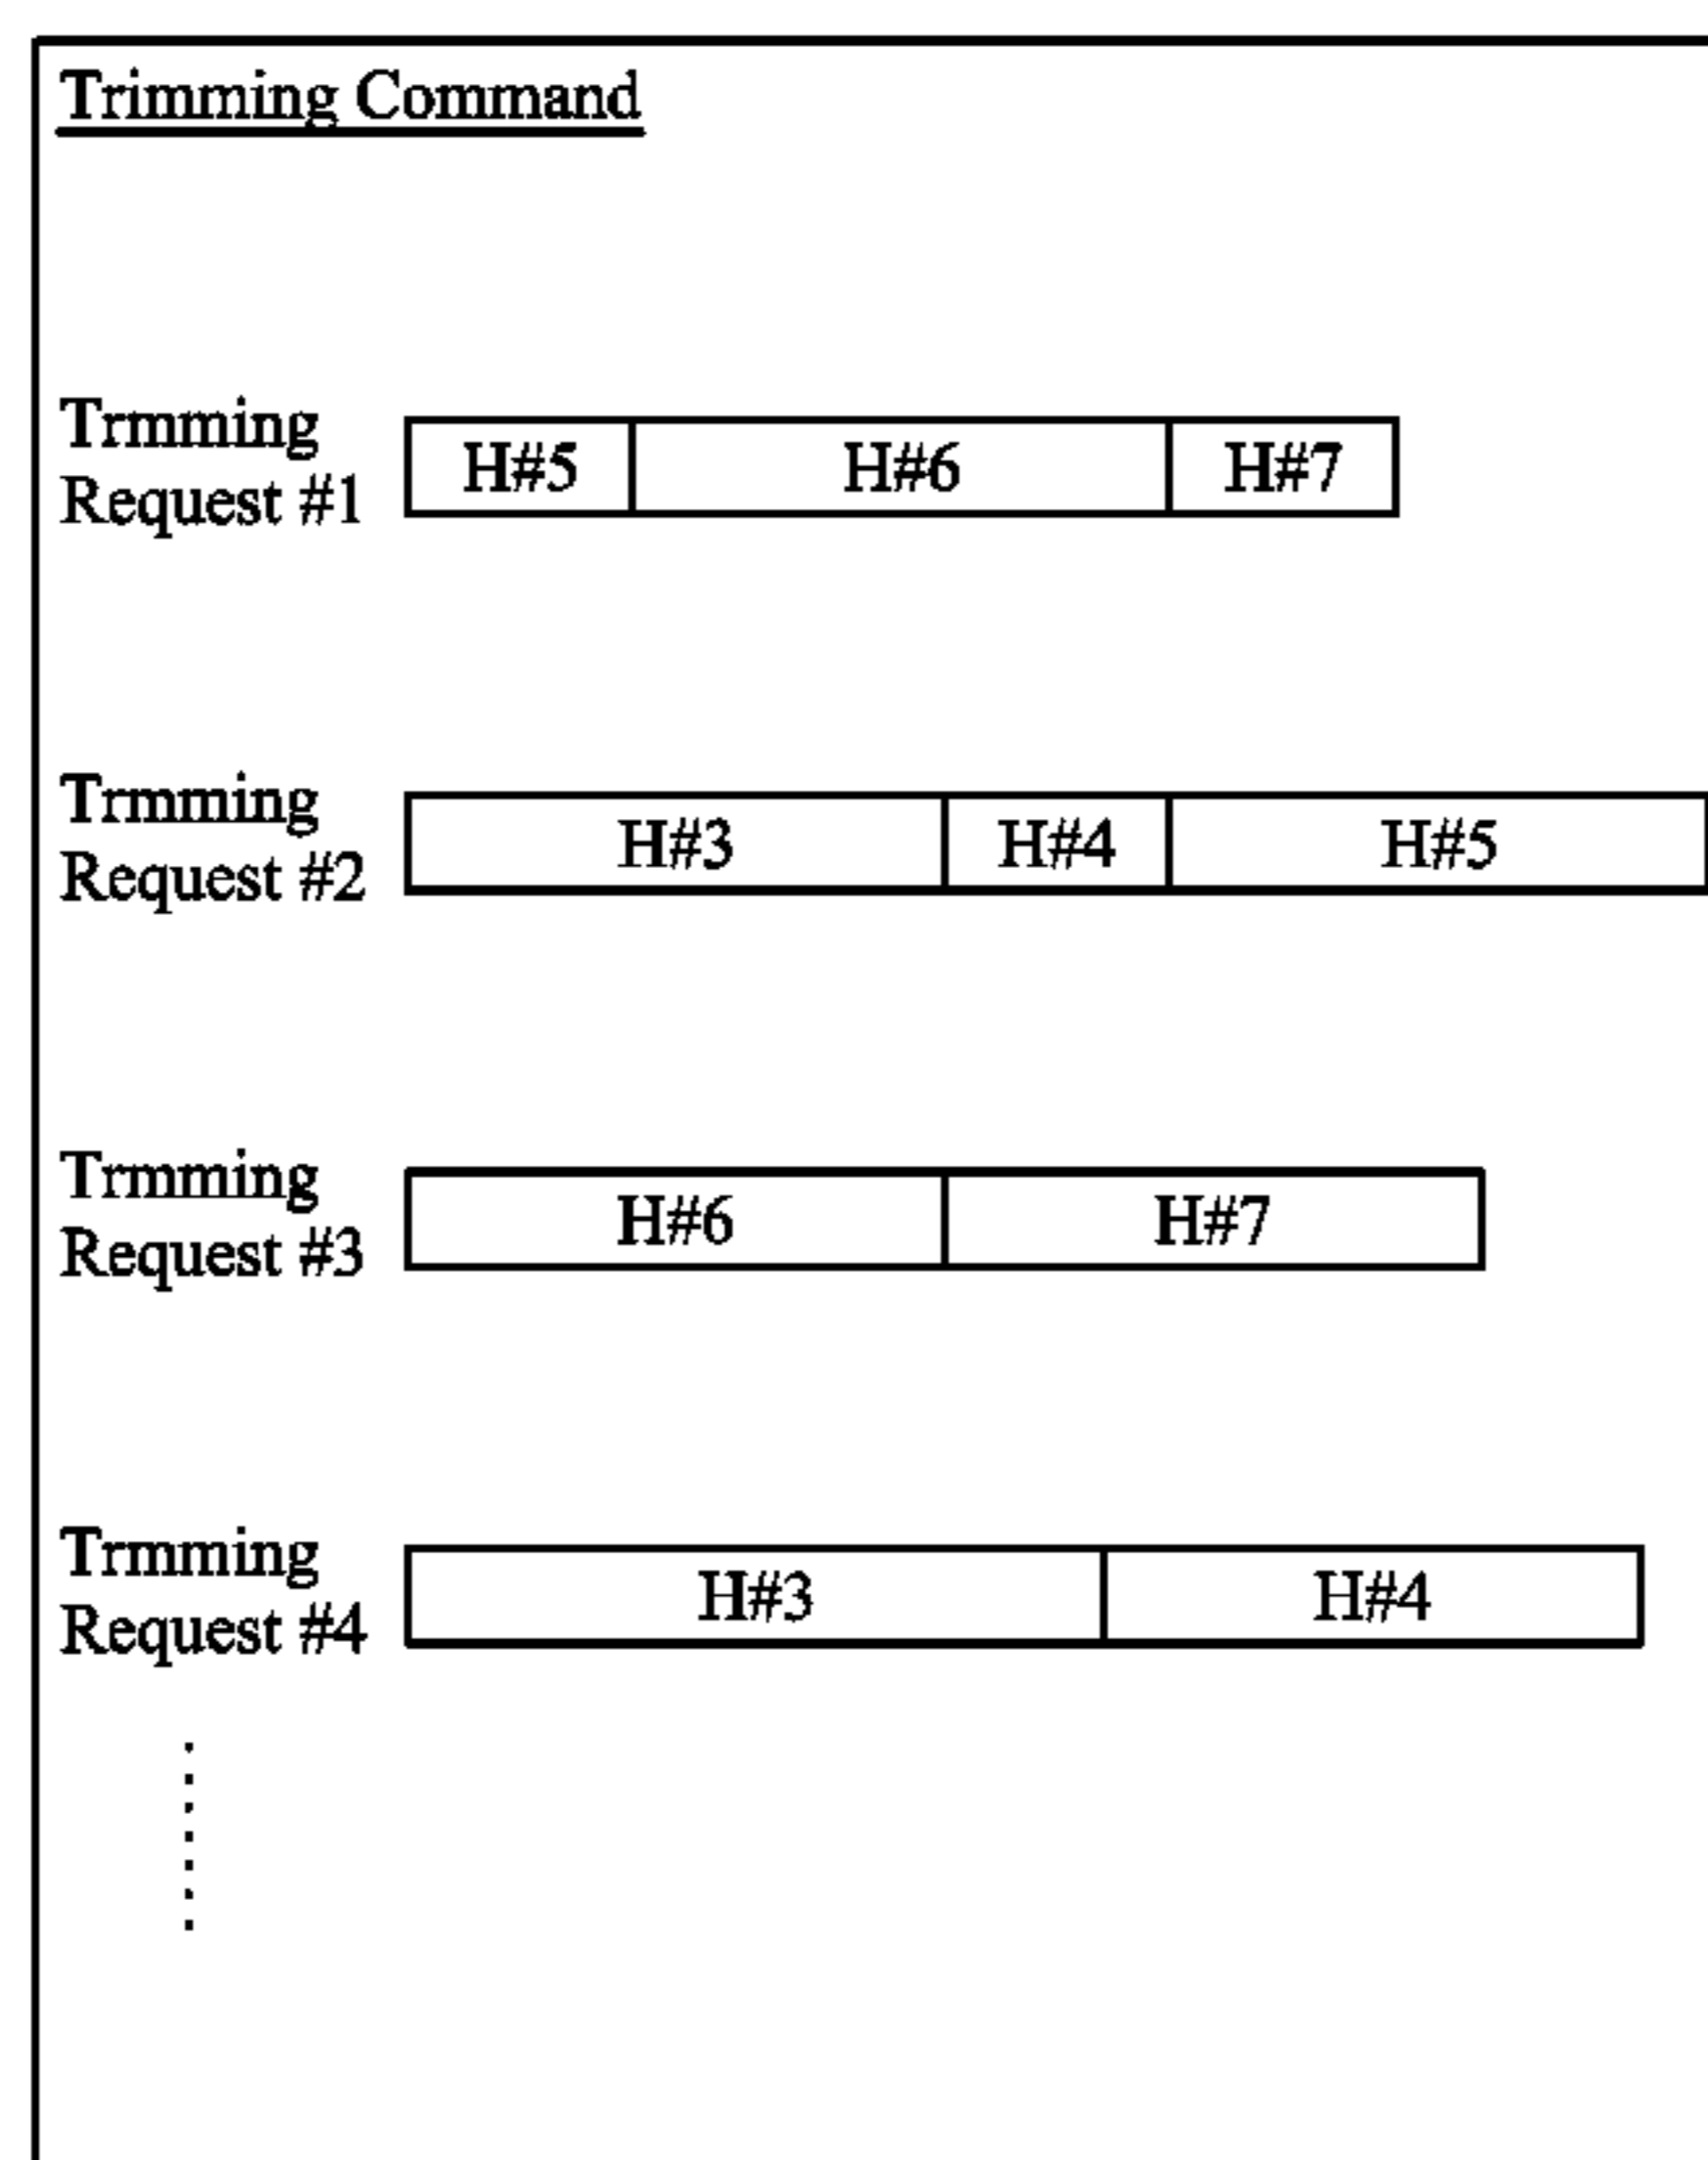 Trimming Command
Trmming
Request #1
H#5 H#6 H#7
Trmming
Request #2
H#3 H#4 H#5
Trmming
Request #3
H#6 H#7
Trmming
Request #4
H#3 H#4